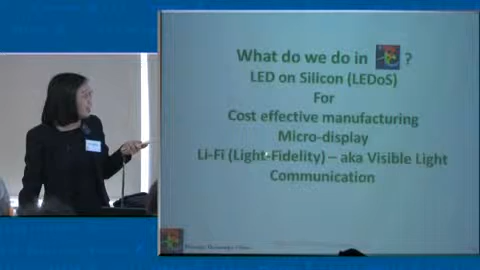 What do we do in ?
LED on Silicon (LEDoS)
For
Cost effective manufacturing
Micro-display
Li-Fi (Light-Fidelity) – aka Visible Light
Communication